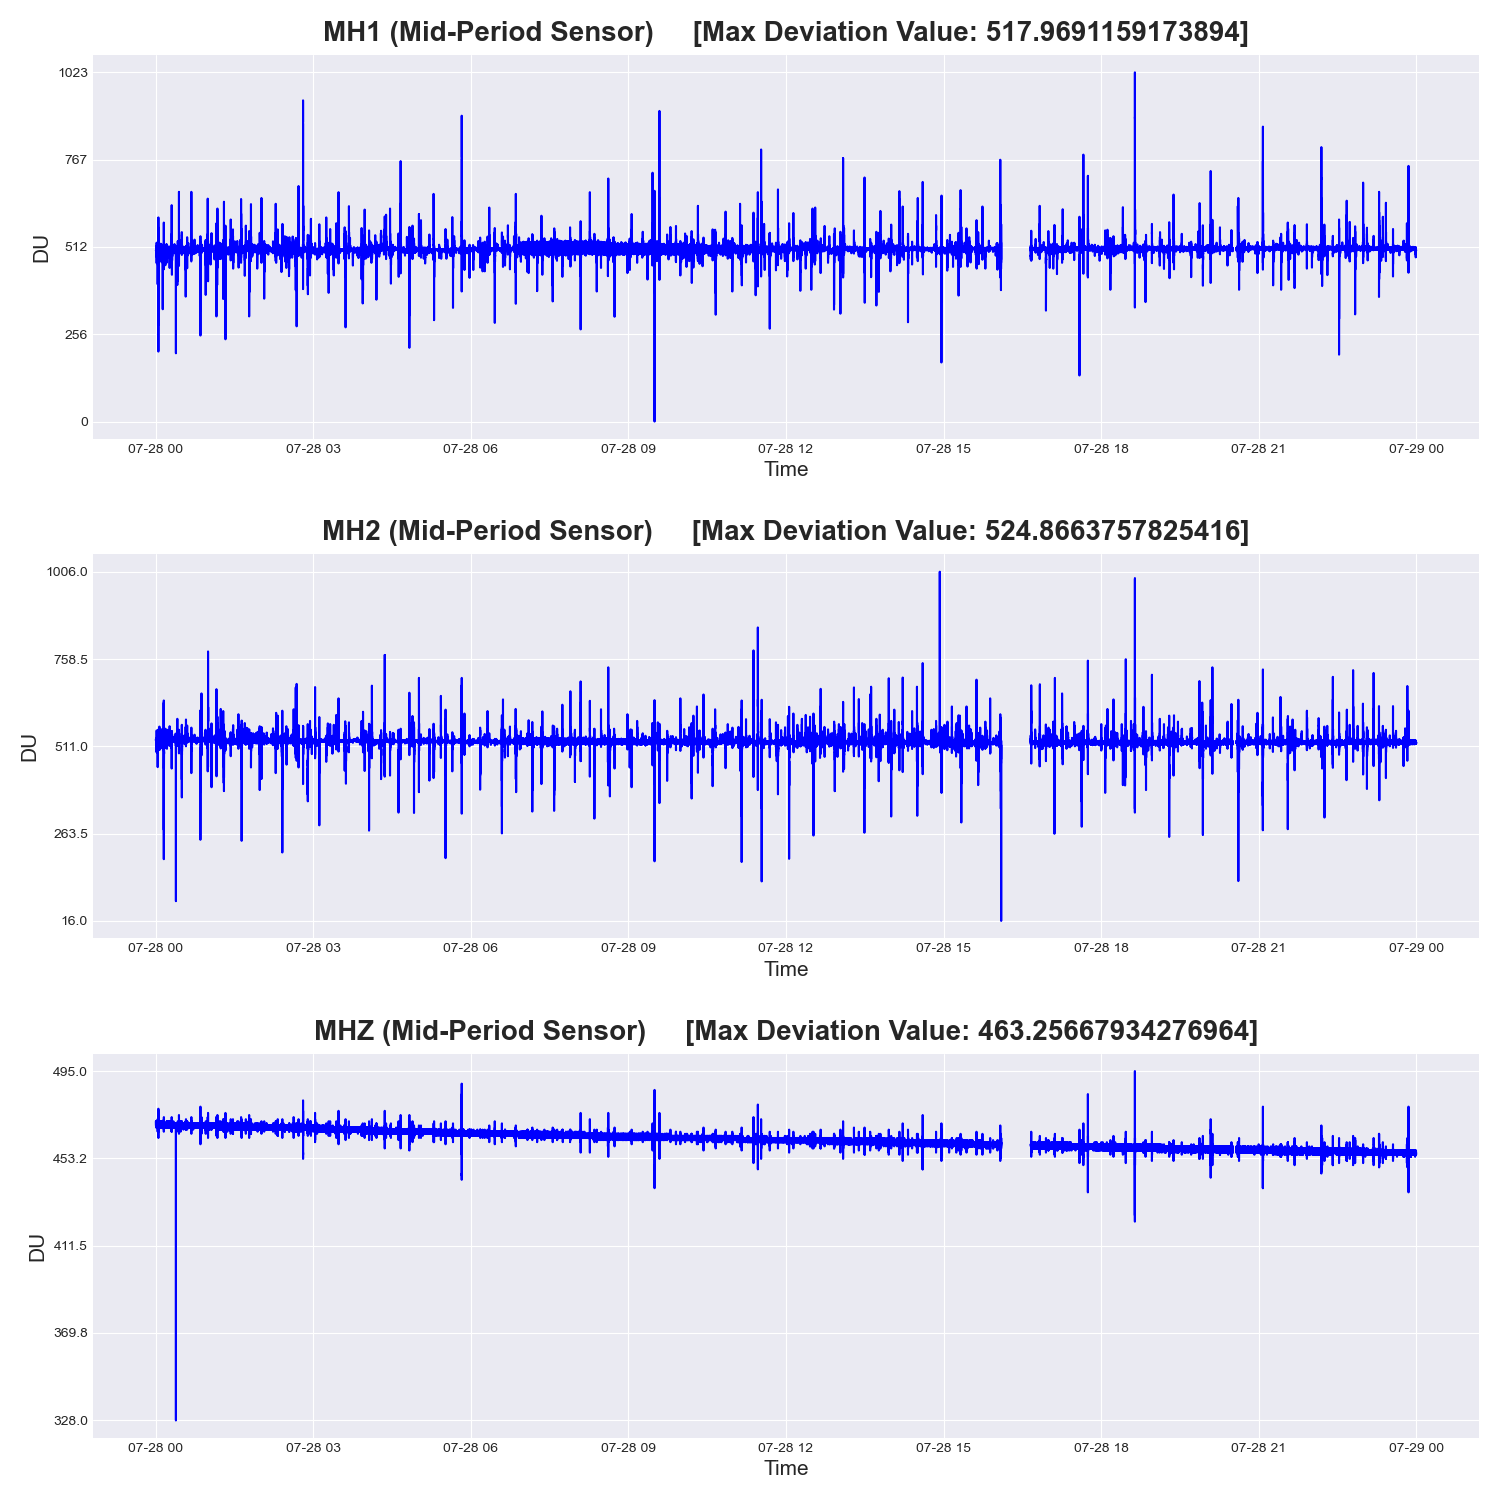 MH1 (Mid-Period Sensor) [Max Deviation Value: 517.9691159173894]
1023
767
512
256
0
DU
07-28 00 07-28 03 07-28 06 07-28 09 07-28 12 07-28 15 07-28 18 07-28 21 07-29 00
Time
MH2 (Mid-Period Sensor) [Max Deviation Value: 524.8663757825416]
1006.0
758.5
511.0
263.5
16.0
DU
07-28 00 07-28 03 07-28 06 07-28 09 07-28 12 07-28 15 07-28 18 07-28 21 07-29 00
Time
MHZ (Mid-Period Sensor) [Max Deviation Value: 463.25667934276964]
495.0
453.2
411.5
369.8
328.0
DU
07-28 00 07-28 03 07-28 06 07-28 09 07-28 12 07-28 15 07-28 18 07-28 21 07-29 00
Time